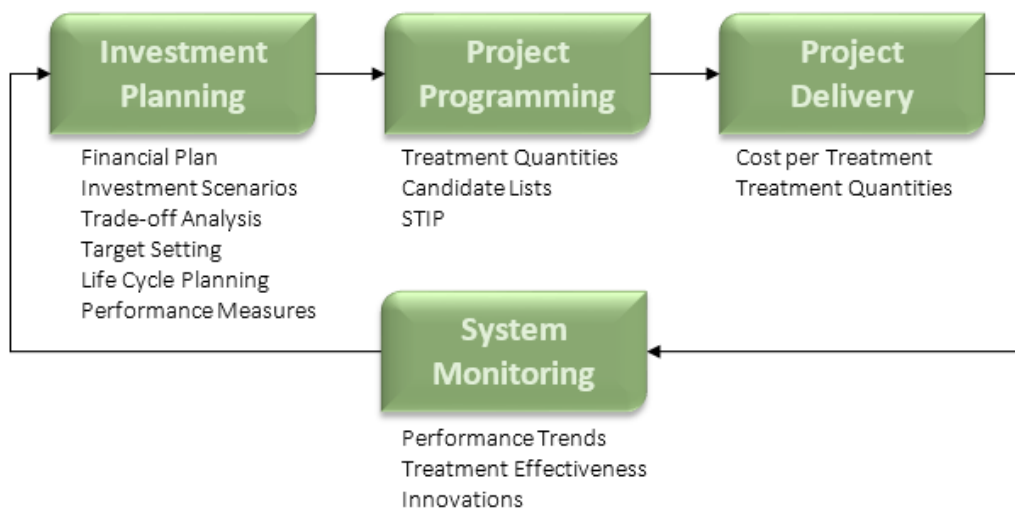 Investment
Planning
Financial Plan
Investment Scenarios
Trade-off Analysis
Target Setting
Life Cycle Planning
Performance Measures
Project
Programming
Treatment Quantities
Candidate Lists
STIP
Project
Delivery
Cost per Treatment
Treatment Quantities
System
Monitoring
Performance Trends
Treatment Effectiveness
Innovations